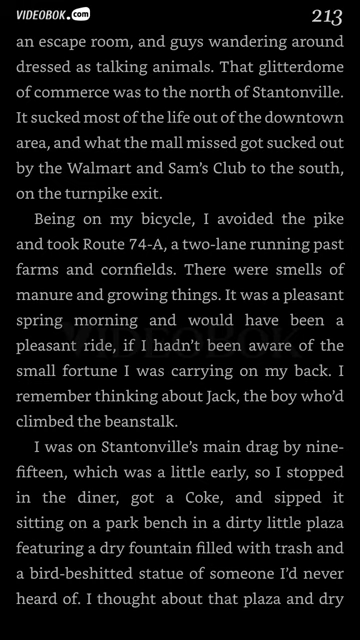 VIDEOBOK.com
213
an escape room, and guys wandering around
dressed as talking animals. That glitterdome
of commerce was to the north of Stantonville.
It sucked most of the life out of the downtown
area, and what the mall missed got sucked out
by the Walmart and Sam's Club to the south,
on the turnpike exit.
Being on my bicycle, I avoided the pike
and took Route 74-A, a two-lane running past
farms and cornfields. There were smells of
manure and growing things. It was a pleasant
spring morning and would have been a
pleasant ride, if I hadn't been aware of the
small fortune I was carrying on my back. I
remember thinking about Jack, the boy who'd
climbed the beanstalk.
I was on Stantonville's main drag by nine-
fifteen, which was a little early, so I stopped
in the diner, got a Coke, and sipped it
sitting on a park bench in a dirty little plaza
featuring a dry fountain filled with trash and
a bird-beshitted statue of someone I'd never
heard of. I thought about that plaza and dry
VIDEOBOK